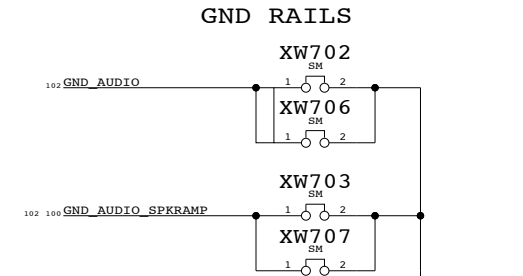 GND RAILS
XW702
SM
102 GND_AUDIO 1 2
XW706
SM
1 2
XW703
SM
102 100 GND_AUDIO_SPKRAMP 1 2
XW707
SM
1 2